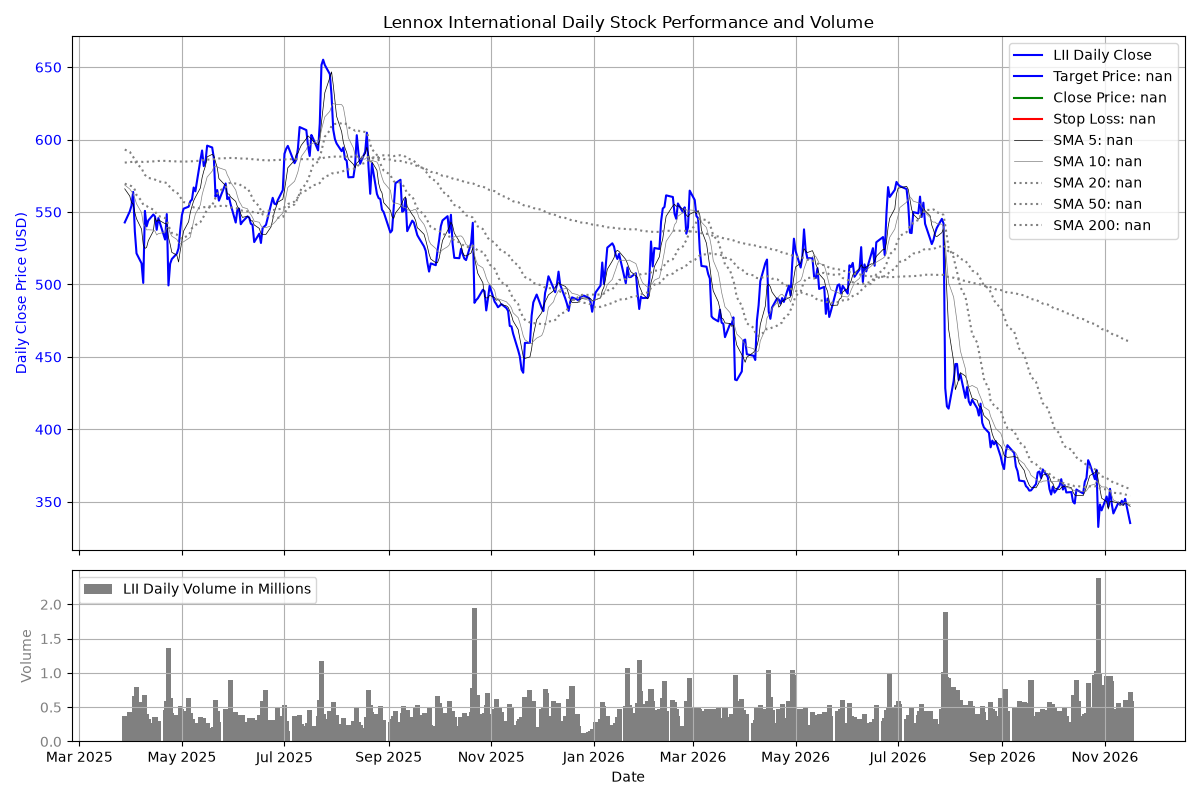 Lennox International Daily Stock Performance and Volume
LII Daily Close
Target Price: nan
Close Price: nan
Stop Loss: nan
SMA 5: nan
SMA 10: nan
SMA 20: nan
SMA 50: nan
SMA 200: nan
Daily Close Price (USD)
650
600
550
500
450
400
350
LII Daily Volume in Millions
Volume
2.0
1.5
1.0
0.5
0.0
Mar 2025 May 2025 Jul 2025 Sep 2025 Nov 2025 Jan 2026 Mar 2026 May 2026 Jul 2026 Sep 2026 Nov 2026
Date